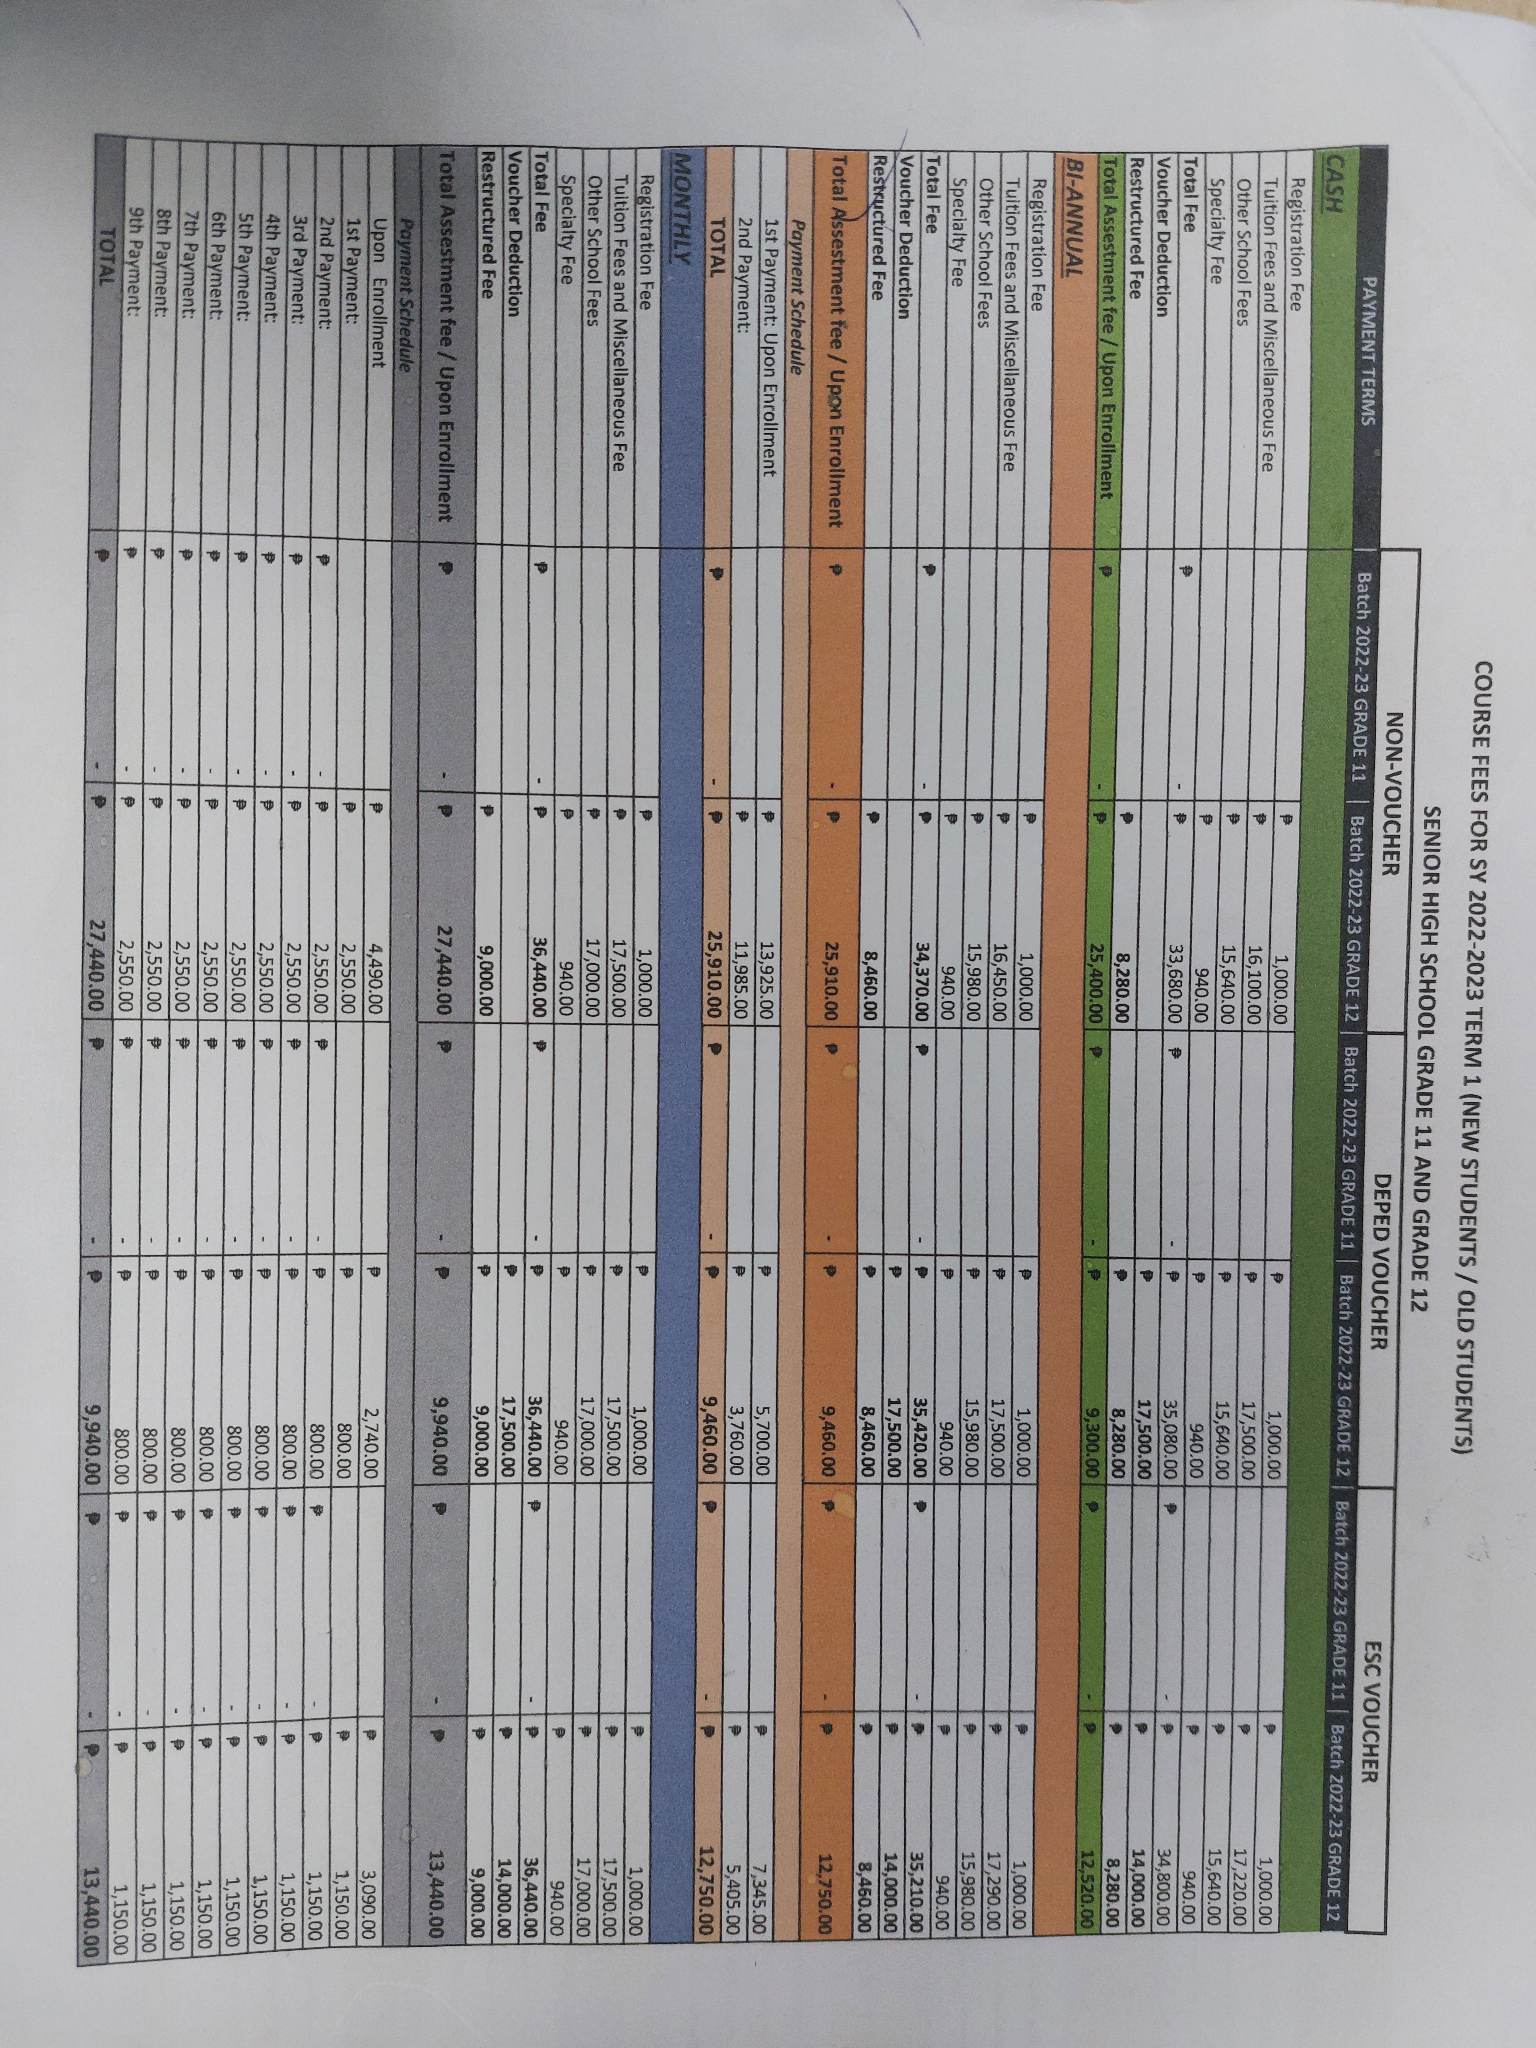 COURSE FEES FOR SY 2022-2023 TERM 1 (NEW STUDENTS / OLD STUDENTS)
SENIOR HIGH SCHOOL GRADE 11 AND GRADE 12
NON-VOUCHER DEPED VOUCHER ESC VOUCHER
PAYMENT TERMS Batch 2022-23 GRADE 11 Batch 2022-23 GRADE 12 Batch 2022-23 GRADE 11 Batch 2022-23 GRADE 12 Batch 2022-23 GRADE 11 Batch 2022-23 GRADE 12
CASH
Registration Fee ₱ 1,000.00 ₱ 1,000.00 ₱ 1,000.00
Tuition Fees and Miscellaneous Fee ₱ 16,100.00 ₱ 17,500.00 ₱ 17,220.00
Other School Fees ₱ 15,640.00 ₱ 15,640.00 ₱ 15,640.00
Specialty Fee ₱ 940.00 ₱ 940.00 ₱ 940.00
Total Fee ₱ - ₱ 33,680.00 ₱ - ₱ 35,080.00 ₱ - ₱ 34,800.00
Voucher Deduction ₱ 17,500.00 ₱ 14,000.00
Restructured Fee ₱ 8,280.00 ₱ 8,280.00 ₱ 8,280.00
Total Assestment fee / Upon Enrollment ₱ - ₱ 25,400.00 ₱ - ₱ 9,300.00 ₱ - ₱ 12,520.00
BI-ANNUAL
Registration Fee ₱ 1,000.00 ₱ 1,000.00 ₱ 1,000.00
Tuition Fees and Miscellaneous Fee ₱ 16,450.00 ₱ 17,500.00 ₱ 17,290.00
Other School Fees ₱ 15,980.00 ₱ 15,980.00 ₱ 15,980.00
Specialty Fee ₱ 940.00 ₱ 940.00 ₱ 940.00
Total Fee ₱ - ₱ 34,370.00 ₱ - ₱ 35,420.00 ₱ - ₱ 35,210.00
Voucher Deduction ₱ 17,500.00 ₱ 14,000.00
Restructured Fee ₱ 8,460.00 ₱ 8,460.00 ₱ 8,460.00
Total Assestment fee / Upon Enrollment ₱ - ₱ 25,910.00 ₱ - ₱ 9,460.00 ₱ - ₱ 12,750.00
Payment Schedule
1st Payment: Upon Enrollment ₱ 13,925.00 ₱ 5,700.00 ₱ 7,345.00
2nd Payment: ₱ 11,985.00 ₱ 3,760.00 ₱ 5,405.00
TOTAL ₱ - ₱ 25,910.00 ₱ - ₱ 9,460.00 ₱ - ₱ 12,750.00
MONTHLY
Registration Fee ₱ 1,000.00 ₱ 1,000.00 ₱ 1,000.00
Tuition Fees and Miscellaneous Fee ₱ 17,500.00 ₱ 17,500.00 ₱ 17,500.00
Other School Fees ₱ 17,000.00 ₱ 17,000.00 ₱ 17,000.00
Specialty Fee ₱ 940.00 ₱ 940.00 ₱ 940.00
Total Fee ₱ - ₱ 36,440.00 ₱ - ₱ 36,440.00 ₱ - ₱ 36,440.00
Voucher Deduction ₱ 17,500.00 ₱ 14,000.00
Restructured Fee ₱ 9,000.00 ₱ 9,000.00 ₱ 9,000.00
Total Assestment fee / Upon Enrollment ₱ - ₱ 27,440.00 ₱ - ₱ 9,940.00 ₱ - ₱ 13,440.00
Payment Schedule
Upon Enrollment ₱ 4,490.00 ₱ 2,740.00 ₱ 3,090.00
1st Payment: ₱ 2,550.00 ₱ 800.00 ₱ 1,150.00
2nd Payment: ₱ - ₱ 2,550.00 ₱ - ₱ 800.00 ₱ - ₱ 1,150.00
3rd Payment: ₱ - ₱ 2,550.00 ₱ - ₱ 800.00 ₱ - ₱ 1,150.00
4th Payment: ₱ - ₱ 2,550.00 ₱ - ₱ 800.00 ₱ - ₱ 1,150.00
5th Payment: ₱ - ₱ 2,550.00 ₱ - ₱ 800.00 ₱ - ₱ 1,150.00
6th Payment: ₱ - ₱ 2,550.00 ₱ - ₱ 800.00 ₱ - ₱ 1,150.00
7th Payment: ₱ - ₱ 2,550.00 ₱ - ₱ 800.00 ₱ - ₱ 1,150.00
8th Payment: ₱ - ₱ 2,550.00 ₱ - ₱ 800.00 ₱ - ₱ 1,150.00
9th Payment: ₱ - ₱ 2,550.00 ₱ - ₱ 800.00 ₱ - ₱ 1,150.00
TOTAL ₱ - ₱ 27,440.00 ₱ - ₱ 9,940.00 ₱ - ₱ 13,440.00